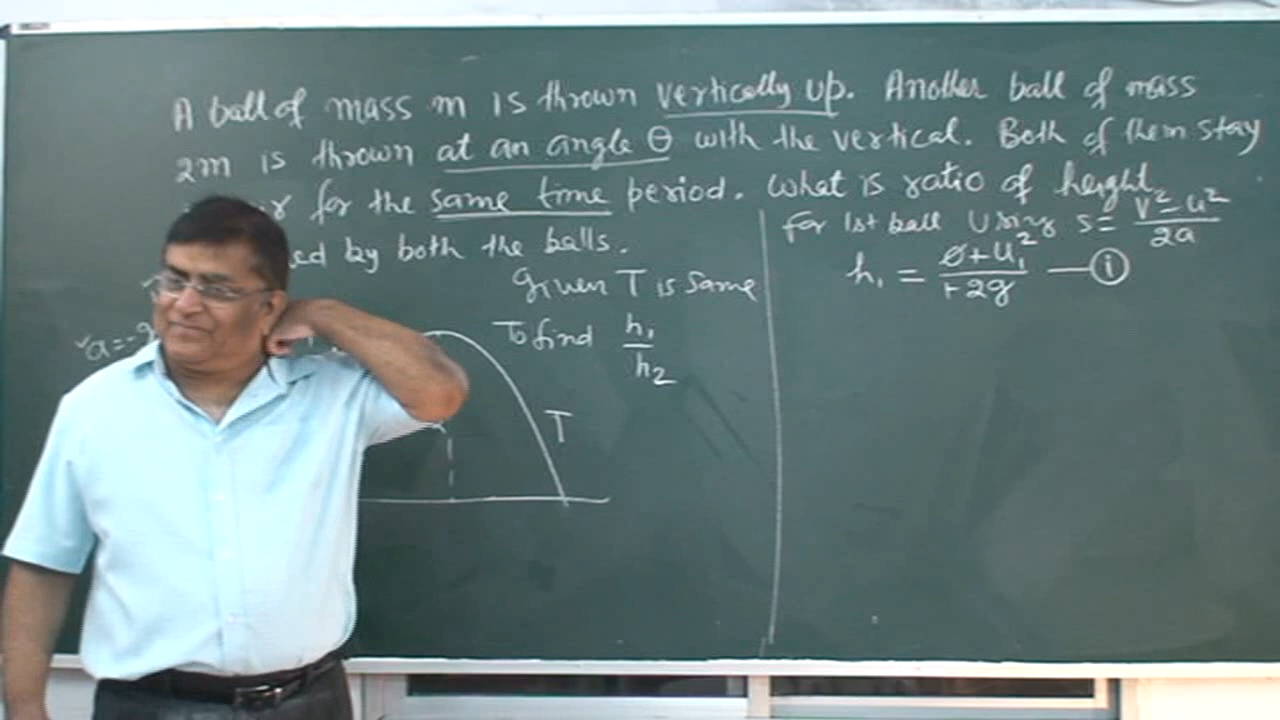 A ball of mass m is thrown vertically up. Another ball of mass
2m is thrown at an angle θ with the vertical. Both of them stay
for the same time period. What is ratio of height
by both the balls.
Given T is same
To find h₁/h₂
a=-g
T
for 1st ball Using s= (v²-u²)/2a
h₁ = (0+u₁²)/+2g — (i)